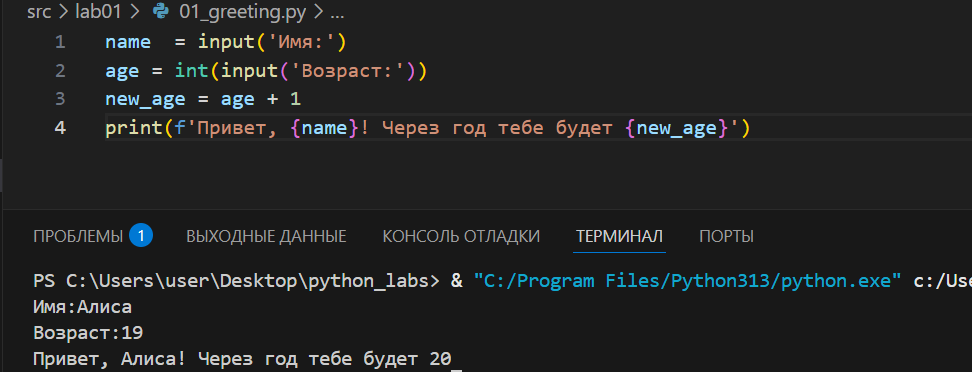 src > lab01 > 01_greeting.py > ...
1 name  = input('Имя:')
2 age = int(input('Возраст:'))
3 new_age = age + 1
4 print(f'Привет, {name}! Через год тебе будет {new_age}')
ПРОБЛЕМЫ 1 ВЫХОДНЫЕ ДАННЫЕ КОНСОЛЬ ОТЛАДКИ ТЕРМИНАЛ ПОРТЫ
PS C:\Users\user\Desktop\python_labs> & "C:/Program Files/Python313/python.exe" c:/Use
Имя:Алиса
Возраст:19
Привет, Алиса! Через год тебе будет 20